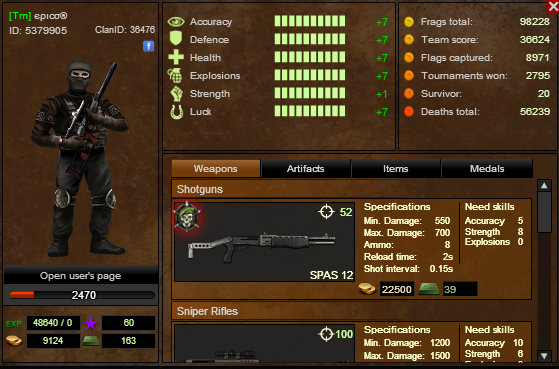 [Tm] epico®
ID: 5379905
ClanID: 36476
f
Open user's page
2470
EXP 48640 / 0 60
9124 163
Accuracy +7
Defence +7
Health +7
Explosions +7
Strength +1
Luck +7
Frags total: 98228
Team score: 36624
Flags captured: 8971
Tournaments won: 2795
Survivor: 20
Deaths total: 56239
Weapons Artifacts Items Medals
Shotguns
52
SPAS 12
Specifications
Min. Damage: 550
Max. Damage: 700
Ammo: 8
Reload time: 2s
Shot interval: 0.15s
Need skills
Accuracy 5
Strength 8
Explosions 0
22500 39
Sniper Rifles
100
Specifications
Min. Damage: 1200
Max. Damage: 1500
Need skills
Accuracy 10
Strength 6